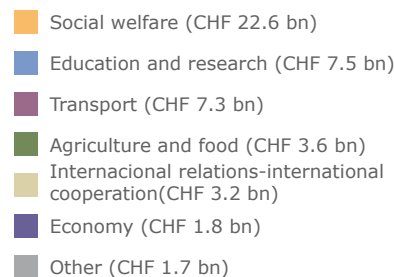 Social welfare (CHF 22.6 bn)
Education and research (CHF 7.5 bn)
Transport (CHF 7.3 bn)
Agriculture and food (CHF 3.6 bn)
Internacional relations-international
cooperation(CHF 3.2 bn)
Economy (CHF 1.8 bn)
Other (CHF 1.7 bn)